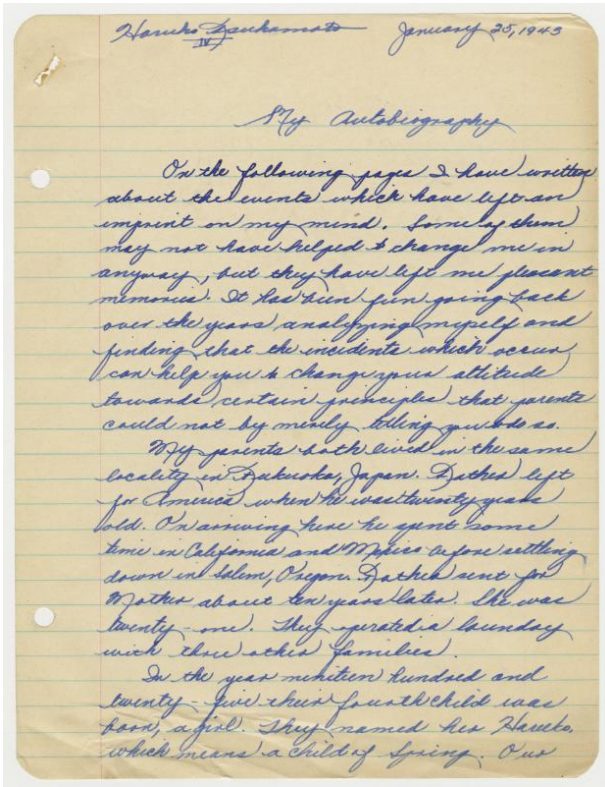 Haruko Tsukamoto January 25, 1943
IV
My Autobiography
On the following pages I have written
about the events which have left an
imprint on my mind. Some of them
may not have helped to change me in
anyway, but they have left me pleasant
memories. It has been fun going back
over the years analyzing myself and
finding that the incidents which occur
can help you to change your attitude
towards certain principles that parents
could not by merely telling you to do so.
My parents both lived in the same
locality in Fukuoka, Japan. Father left
for America when he was twenty years
old. On arriving here he spent some
time in California and Mexico before settling
down in Salem, Oregon. Father sent for
Mother about ten years later. She was
twenty-one. They operated a laundry
with three other families.
In the year nineteen hundred and
twenty-five their fourth child was
born, a girl. They named her Haruko,
which means a child of Spring. Our